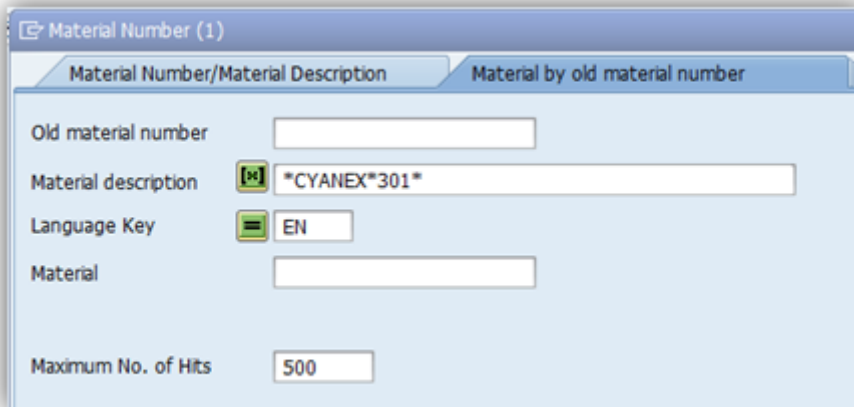 Material Number (1)
Material Number/Material Description Material by old material number
Old material number
Material description *CYANEX*301*
Language Key = EN
Material
Maximum No. of Hits 500